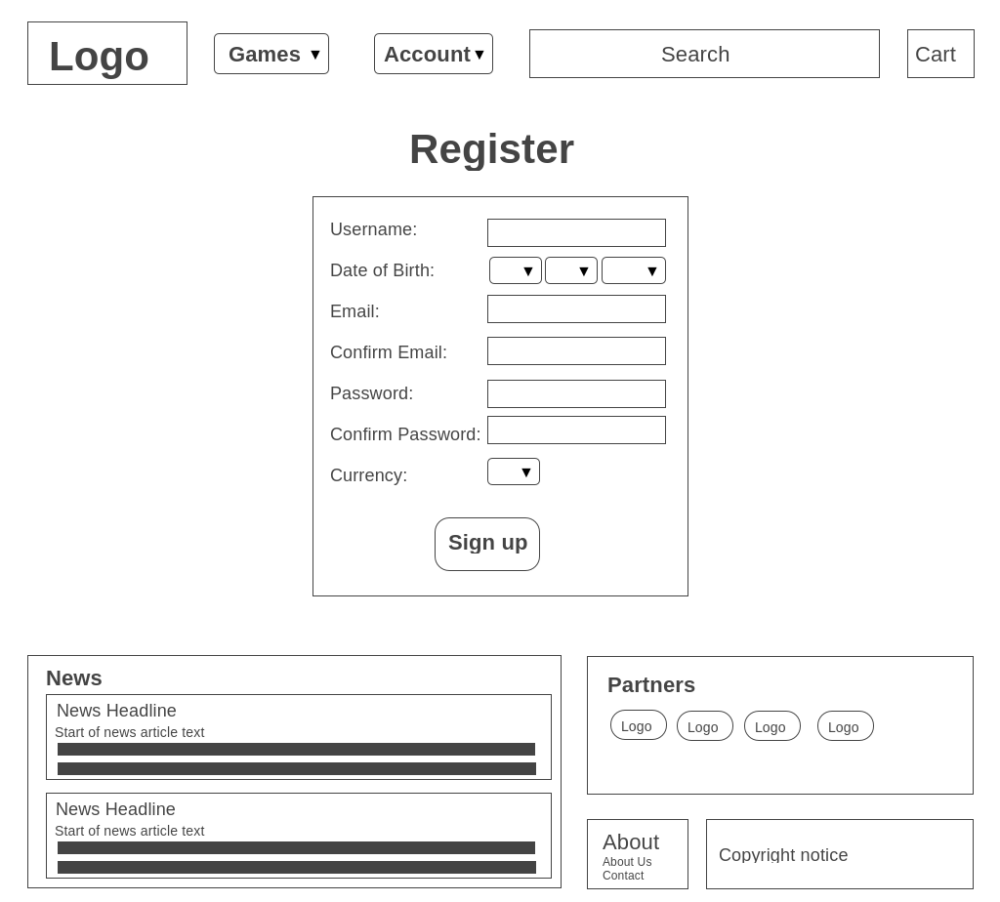 Logo
Games ▼
Account ▼
Search
Cart
Register
Username:
Date of Birth: ▼ ▼ ▼
Email:
Confirm Email:
Password:
Confirm Password:
Currency: ▼
Sign up
News
News Headline
Start of news article text
News Headline
Start of news article text
Partners
Logo Logo Logo Logo
About
About Us
Contact
Copyright notice